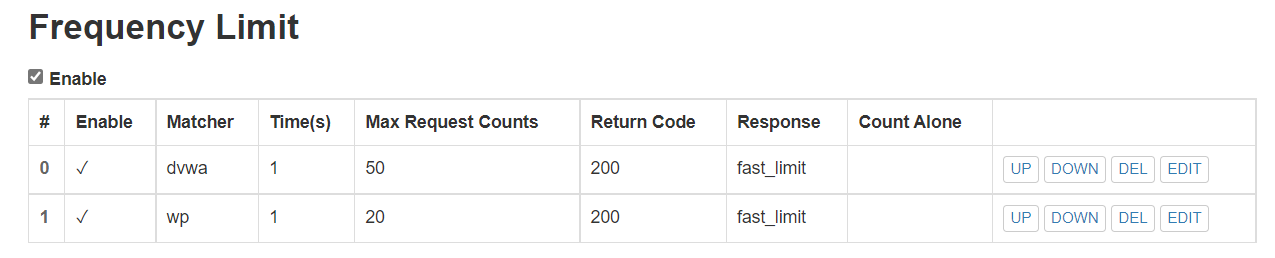 Frequency Limit
Enable
# Enable Matcher Time(s) Max Request Counts Return Code Response Count Alone
0 ✓ dvwa 1 50 200 fast_limit UP DOWN DEL EDIT
1 ✓ wp 1 20 200 fast_limit UP DOWN DEL EDIT